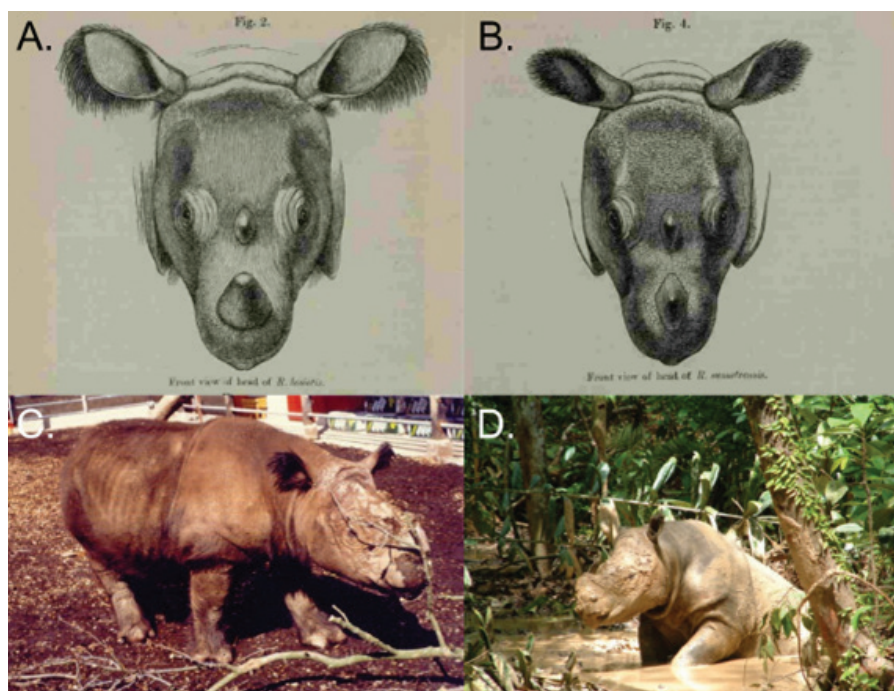 A.
Fig. 2.
Front view of head of R. lasiotis.
B.
Fig. 4.
Front view of head of R. sumatrensis.
C.
D.